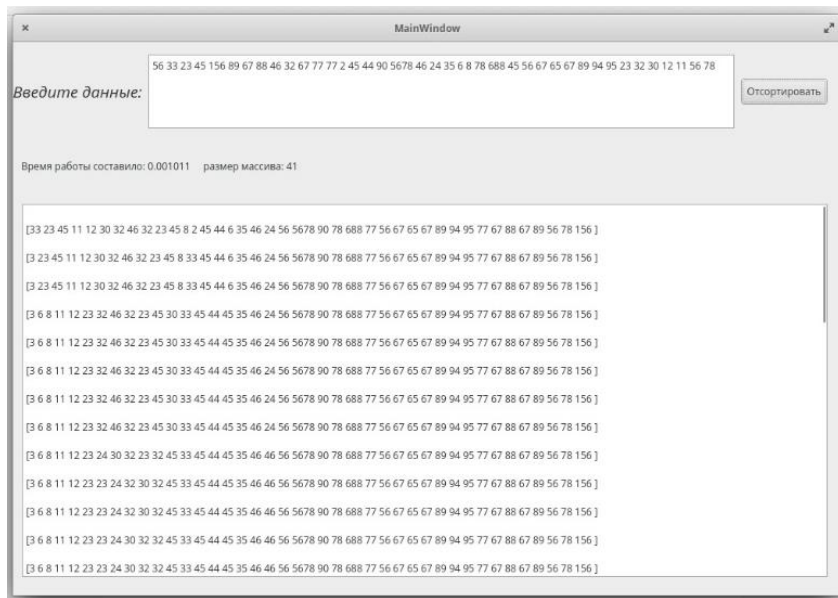 MainWindow
56 33 23 45 156 89 67 88 46 32 67 77 77 2 45 44 90 5678 46 24 35 6 8 78 688 45 56 67 65 67 89 94 95 23 32 30 12 11 56 78
Введите данные:
Отсортировать
Время работы составило: 0.001011 размер массива: 41
[33 23 45 11 12 30 32 46 32 23 45 8 2 45 44 6 35 46 24 56 5678 90 78 688 77 56 67 65 67 89 94 95 77 67 88 67 89 56 78 156 ]
[3 23 45 11 12 30 32 46 32 23 45 8 33 45 44 6 35 46 24 56 5678 90 78 688 77 56 67 65 67 89 94 95 77 67 88 67 89 56 78 156 ]
[3 23 45 11 12 30 32 46 32 23 45 8 33 45 44 6 35 46 24 56 5678 90 78 688 77 56 67 65 67 89 94 95 77 67 88 67 89 56 78 156 ]
[3 6 8 11 12 23 32 46 32 23 45 30 33 45 44 45 35 46 24 56 5678 90 78 688 77 56 67 65 67 89 94 95 77 67 88 67 89 56 78 156 ]
[3 6 8 11 12 23 32 46 32 23 45 30 33 45 44 45 35 46 24 56 5678 90 78 688 77 56 67 65 67 89 94 95 77 67 88 67 89 56 78 156 ]
[3 6 8 11 12 23 32 46 32 23 45 30 33 45 44 45 35 46 24 56 5678 90 78 688 77 56 67 65 67 89 94 95 77 67 88 67 89 56 78 156 ]
[3 6 8 11 12 23 32 46 32 23 45 30 33 45 44 45 35 46 24 56 5678 90 78 688 77 56 67 65 67 89 94 95 77 67 88 67 89 56 78 156 ]
[3 6 8 11 12 23 32 46 32 23 45 30 33 45 44 45 35 46 24 56 5678 90 78 688 77 56 67 65 67 89 94 95 77 67 88 67 89 56 78 156 ]
[3 6 8 11 12 23 24 30 32 23 32 45 33 45 44 45 35 46 46 56 5678 90 78 688 77 56 67 65 67 89 94 95 77 67 88 67 89 56 78 156 ]
[3 6 8 11 12 23 23 24 32 30 32 45 33 45 44 45 35 46 46 56 5678 90 78 688 77 56 67 65 67 89 94 95 77 67 88 67 89 56 78 156 ]
[3 6 8 11 12 23 23 24 32 30 32 45 33 45 44 45 35 46 46 56 5678 90 78 688 77 56 67 65 67 89 94 95 77 67 88 67 89 56 78 156 ]
[3 6 8 11 12 23 23 24 30 32 32 45 33 45 44 45 35 46 46 56 5678 90 78 688 77 56 67 65 67 89 94 95 77 67 88 67 89 56 78 156 ]
[3 6 8 11 12 23 23 24 30 32 32 45 33 45 44 45 35 46 46 56 5678 90 78 688 77 56 67 65 67 89 94 95 77 67 88 67 89 56 78 156 ]